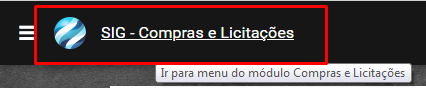 SIG - Compras e Licitações
Ir para menu do módulo Compras e Licitações